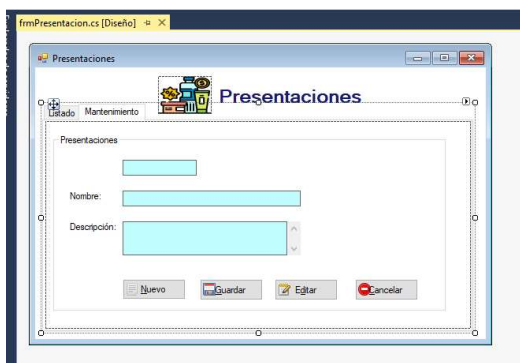 frmPresentacion.cs [Diseño]
Presentaciones
Presentaciones
Listado Mantenimiento
Presentaciones
Nombre:
Descripción:
Nuevo Guardar Editar Cancelar